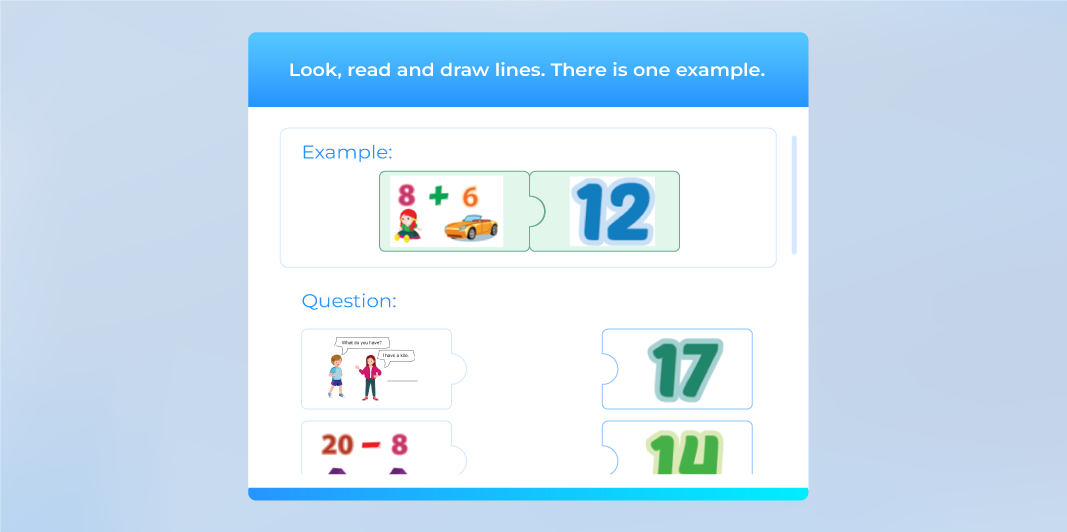 Look, read and draw lines. There is one example.
Example:
8 + 6
12
Question:
What do you have?
I have a kite.
17
20 - 8
14